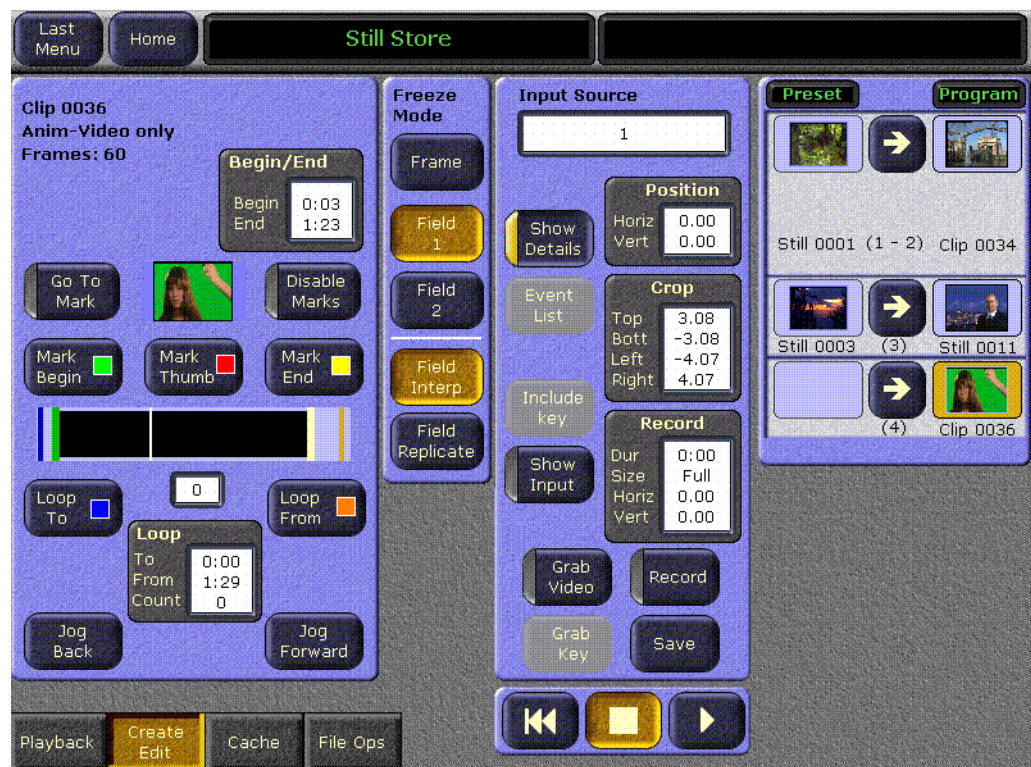 Last
Menu
Home
Still Store
Clip 0036
Anim-Video only
Frames: 60
Begin/End
Begin 0:03
End 1:23
Go To
Mark
Disable
Marks
Mark
Begin
Mark
Thumb
Mark
End
Loop
To
0
Loop
From
Loop
To 0:00
From 1:29
Count 0
Jog
Back
Jog
Forward
Freeze
Mode
Frame
Field
1
Field
2
Field
Interp
Field
Replicate
Input Source
1
Show
Details
Position
Horiz 0.00
Vert 0.00
Event
List
Crop
Top 3.08
Bott -3.08
Left -4.07
Right 4.07
Include
key
Show
Input
Record
Dur 0:00
Size Full
Horiz 0.00
Vert 0.00
Grab
Video
Record
Grab
Key
Save
Preset Program
Still 0001 (1 - 2) Clip 0034
Still 0003 (3) Still 0011
(4) Clip 0036
Playback
Create
Edit
Cache
File Ops